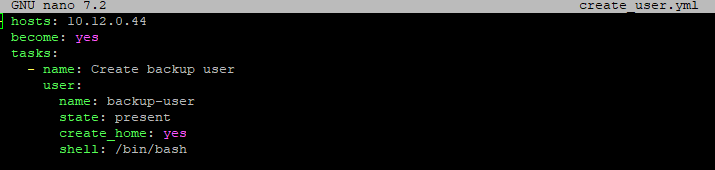 GNU nano 7.2 create_user.yml
- hosts: 10.12.0.44
become: yes
tasks:
- name: Create backup user
user:
name: backup-user
state: present
create_home: yes
shell: /bin/bash